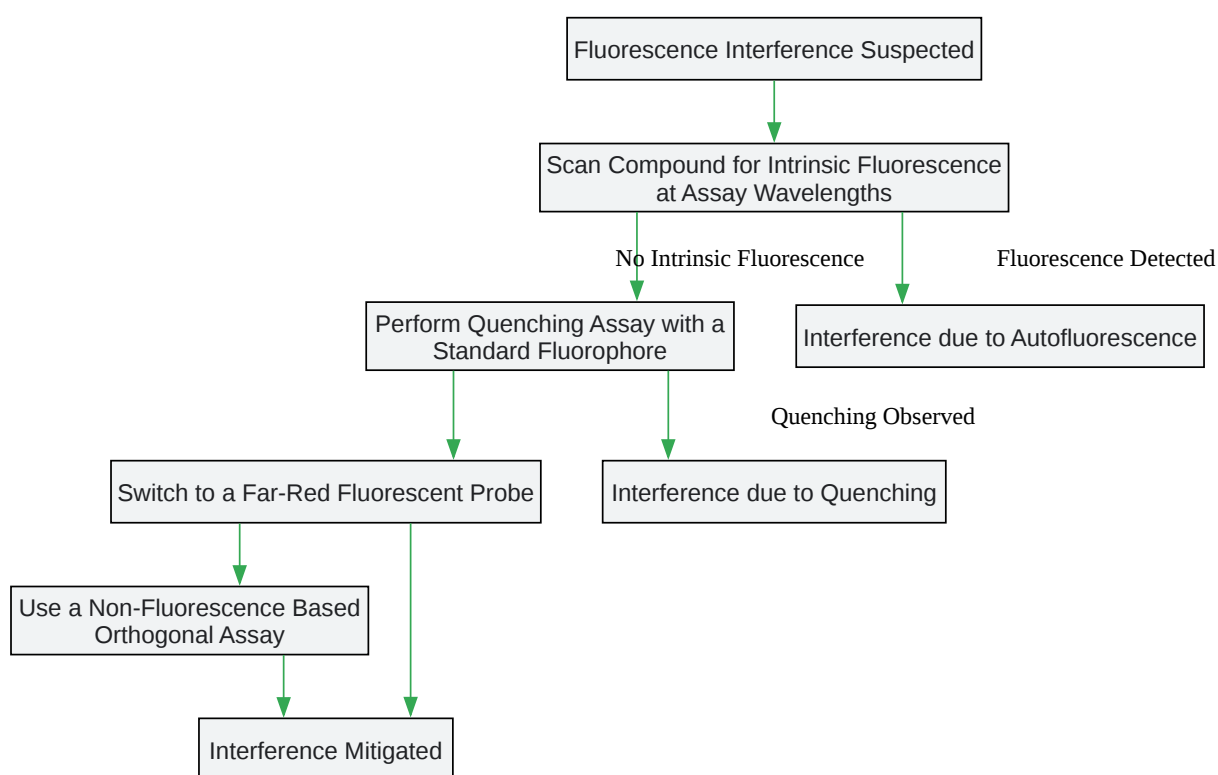 Fluorescence Interference Suspected
Scan Compound for Intrinsic Fluorescence
at Assay Wavelengths
No Intrinsic Fluorescence
Fluorescence Detected
Perform Quenching Assay with a
Standard Fluorophore
Interference due to Autofluorescence
Quenching Observed
Switch to a Far-Red Fluorescent Probe
Interference due to Quenching
Use a Non-Fluorescence Based
Orthogonal Assay
Interference Mitigated